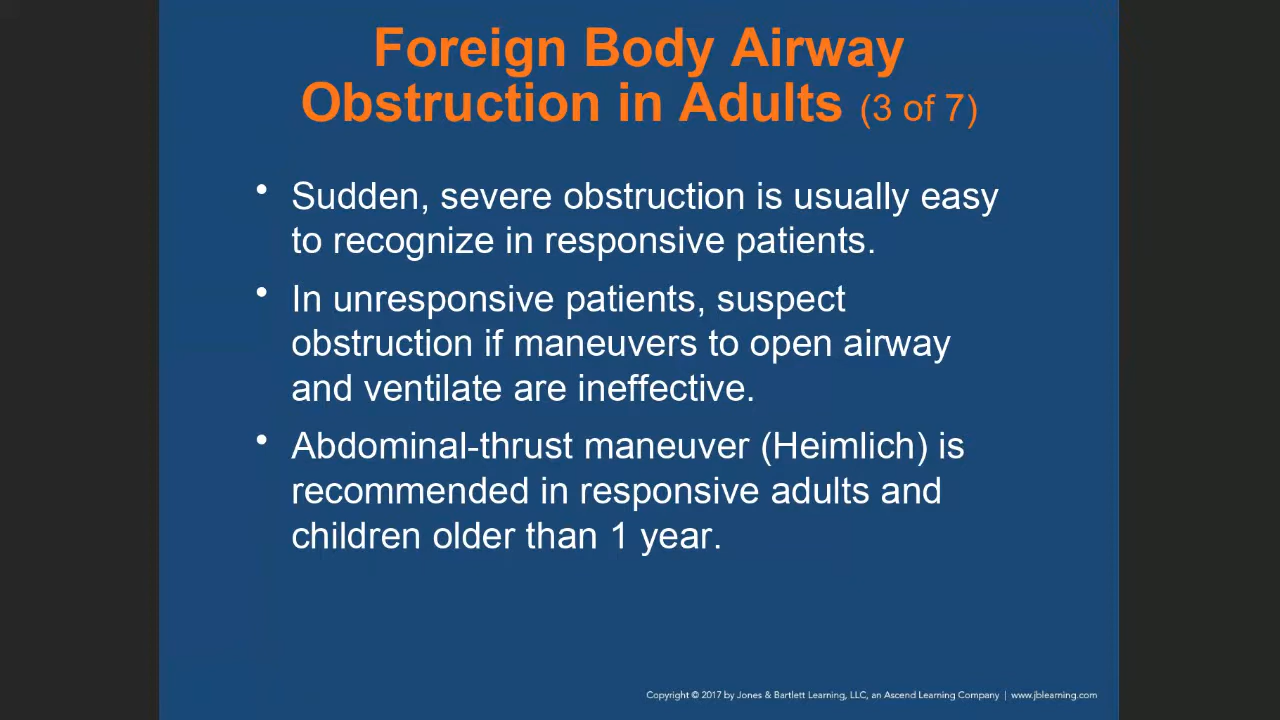 Foreign Body Airway
Obstruction in Adults (3 of 7)
• Sudden, severe obstruction is usually easy
to recognize in responsive patients.
• In unresponsive patients, suspect
obstruction if maneuvers to open airway
and ventilate are ineffective.
• Abdominal-thrust maneuver (Heimlich) is
recommended in responsive adults and
children older than 1 year.
Copyright © 2017 by Jones & Bartlett Learning, LLC, an Ascend Learning Company | www.jblearning.com